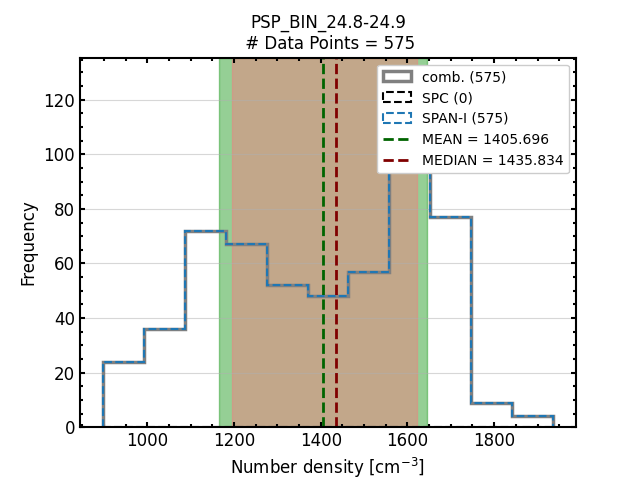 PSP_BIN_24.8-24.9
# Data Points = 575
comb. (575)
SPC (0)
SPAN-I (575)
MEAN = 1405.696
MEDIAN = 1435.834
120
100
80
60
40
20
0
Frequency
1000 1200 1400 1600 1800
Number density [cm⁻³]